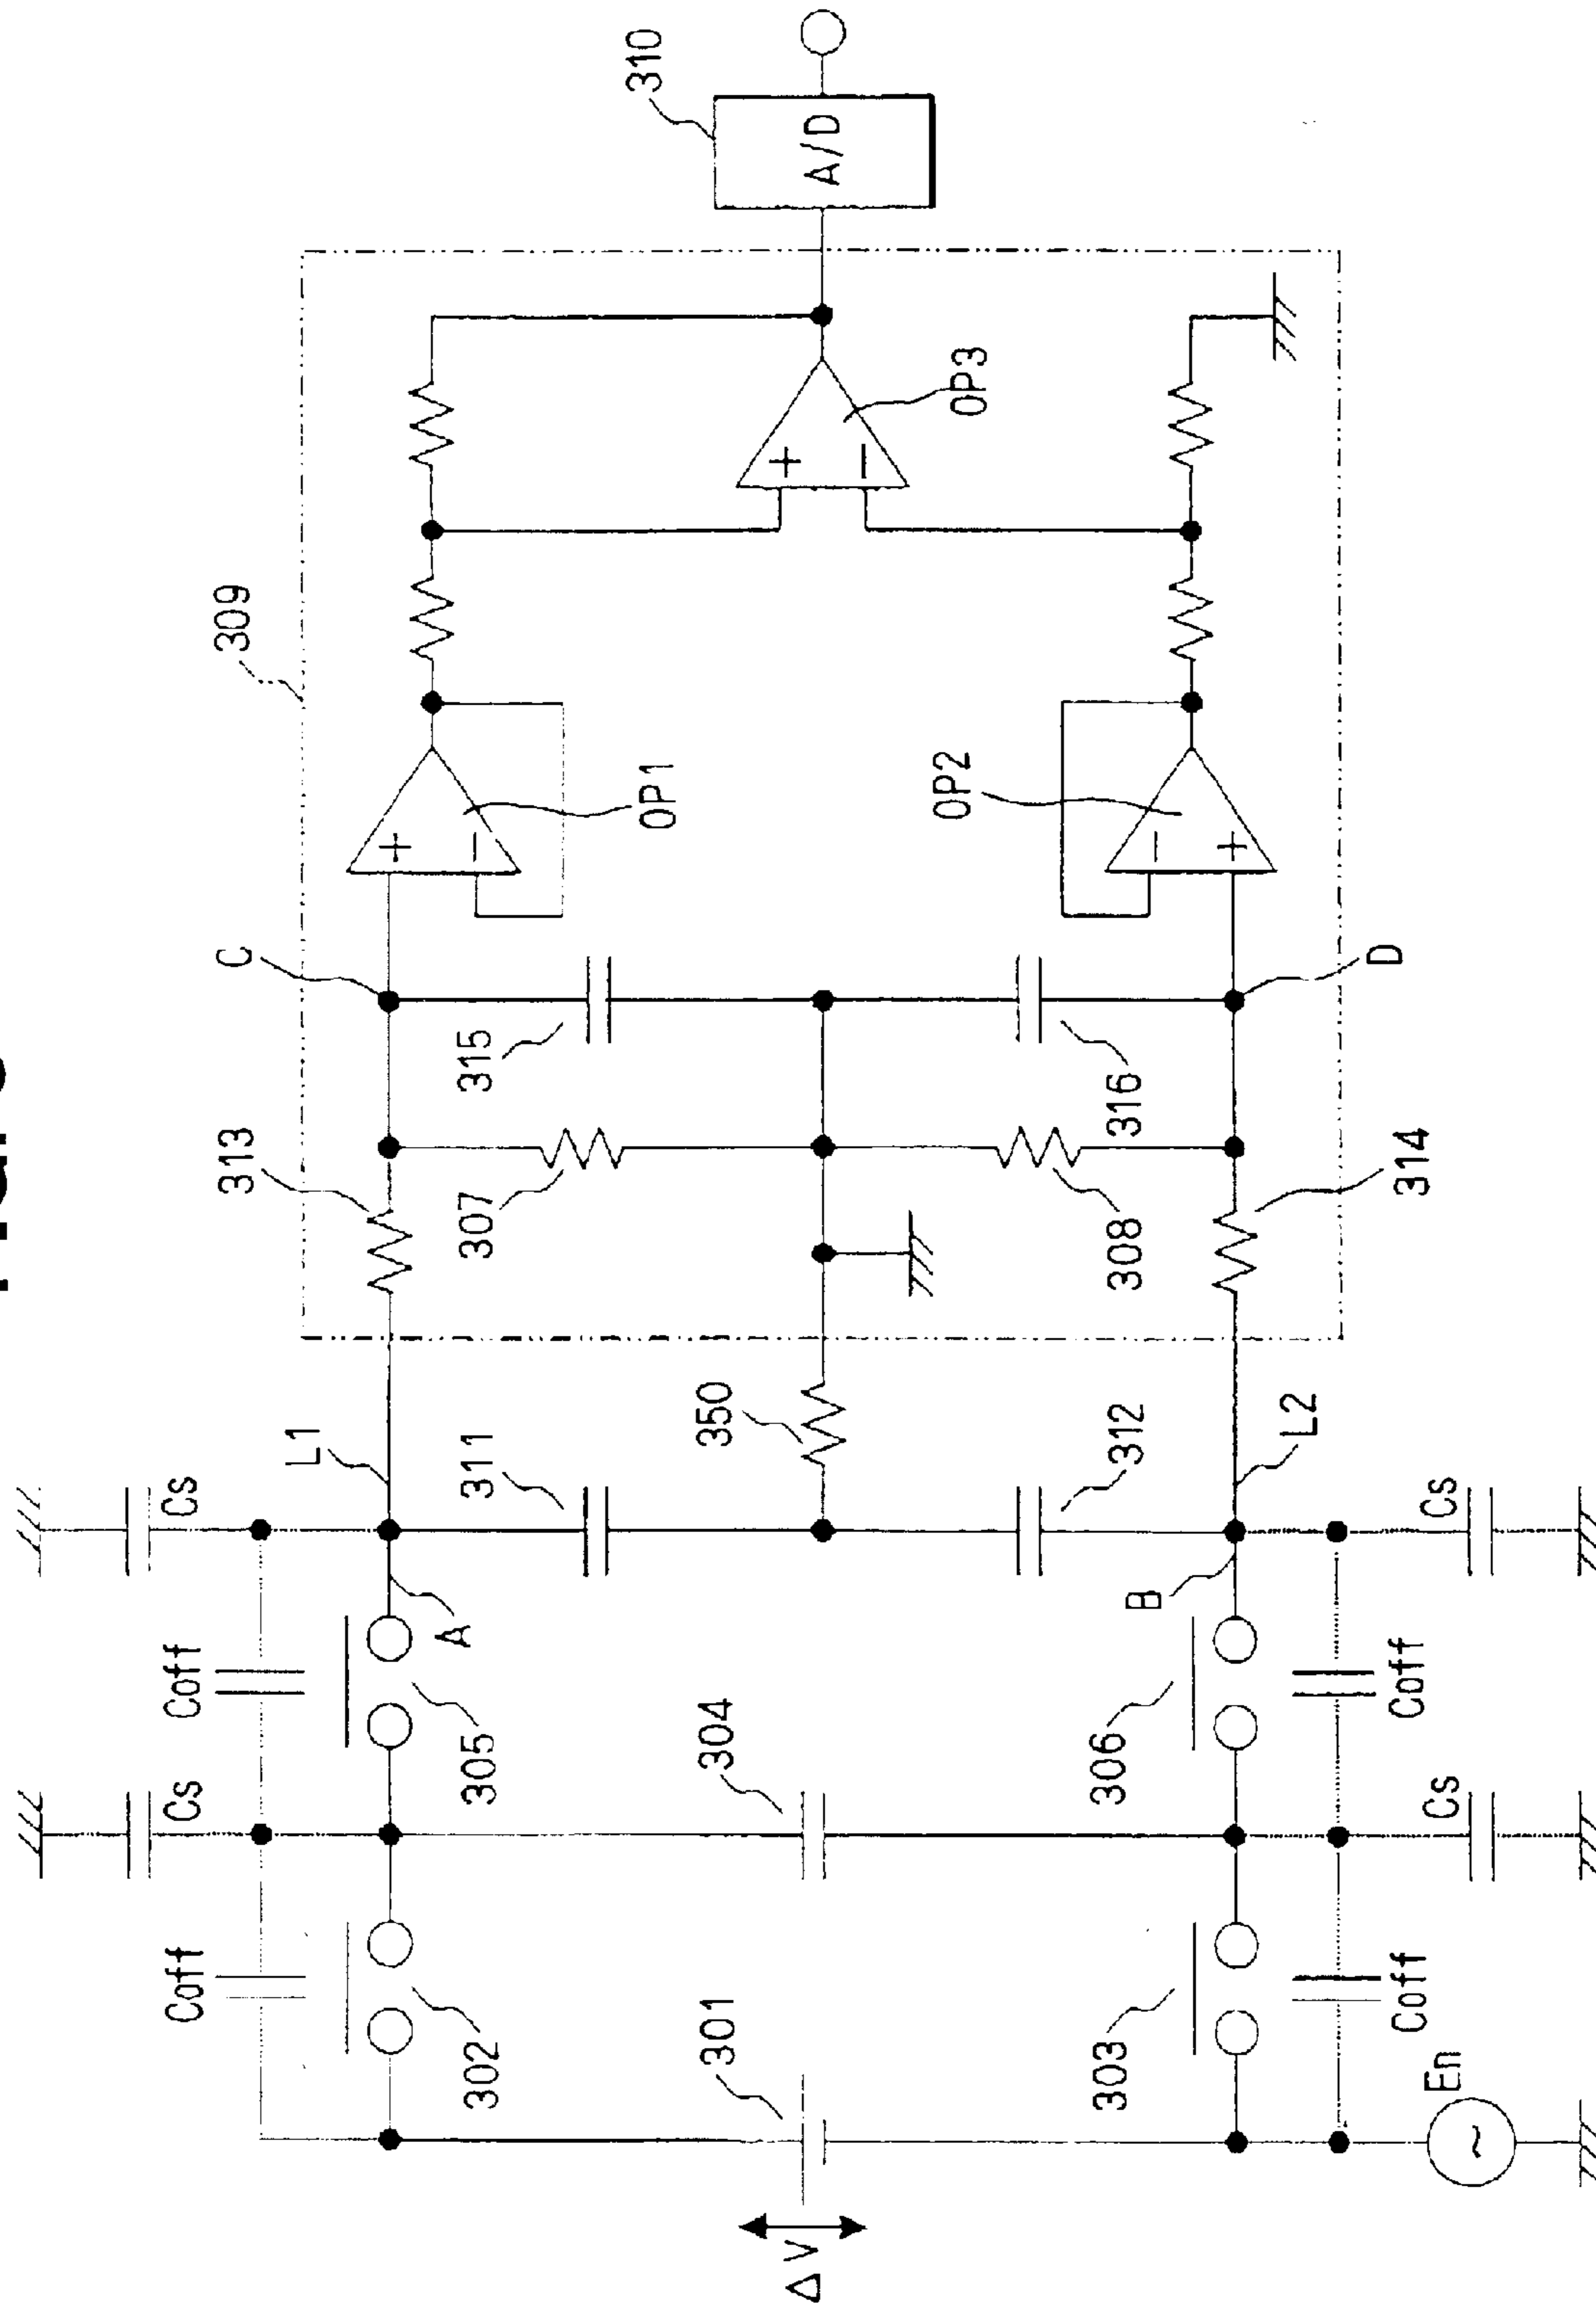 309
310
A/D
313
C
OP1
OP3
L1
Cs
Cs
Coff
Coff
A
305
302
311
307
315
350
304
301
ΔV
312
308
316
OP2
306
303
B
L2
314
D
Cs
Cs
Coff
Coff
En
~
+
−
−
+
+
−